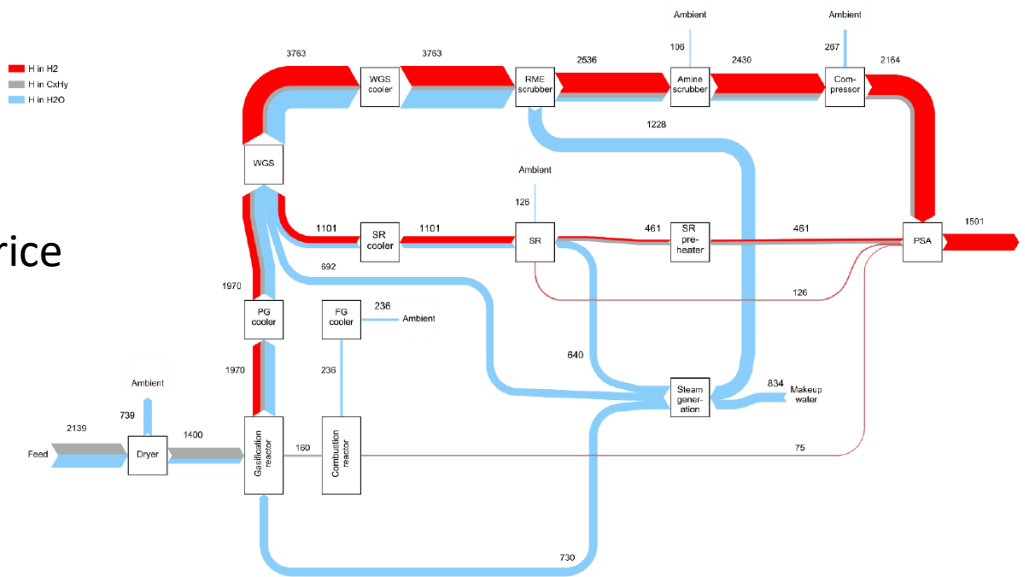 Ambient
Ambient
Ambient
3763
3763
2536
106
2430
267
2164
H in H2
H in CxHy
H in H2O
WGS
cooler
RME
scrubber
Amine
scrubber
Com-
pressor
1228
WGS
Ambient
126
rice
1101
1101
461
461
1501
SR
cooler
SR
SR
pre-
heater
PSA
692
1970
126
236
PG
cooler
FG
cooler
Ambient
640
1970
236
834
Steam
gener-
ation
Makeup
water
Ambient
739
2139
1400
160
75
Feed
Dryer
Gasification
reactor
Combustion
reactor
730